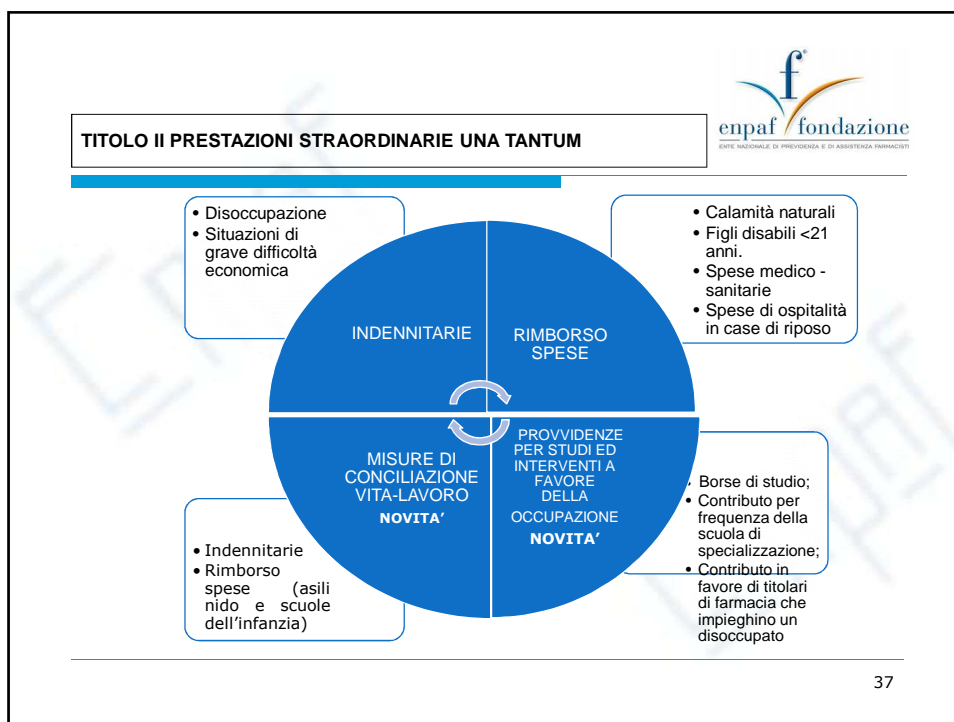 f
enpaf fondazione
ENTE NAZIONALE DI PREVIDENZA E DI ASSISTENZA FARMACISTI
TITOLO II PRESTAZIONI STRAORDINARIE UNA TANTUM
• Disoccupazione
• Situazioni di
grave difficoltà
economica
• Calamità naturali
• Figli disabili <21
anni.
• Spese medico -
sanitarie
• Spese di ospitalità
in case di riposo
INDENNITARIE
RIMBORSO
SPESE
MISURE DI
CONCILIAZIONE
VITA-LAVORO
NOVITA’
PROVVIDENZE
PER STUDI ED
INTERVENTI A
FAVORE
DELLA
OCCUPAZIONE
NOVITA’
• Indennitarie
• Rimborso
spese (asili
nido e scuole
dell’infanzia)
• Borse di studio;
• Contributo per
frequenza della
scuola di
specializzazione;
• Contributo in
favore di titolari
di farmacia che
impieghino un
disoccupato
37